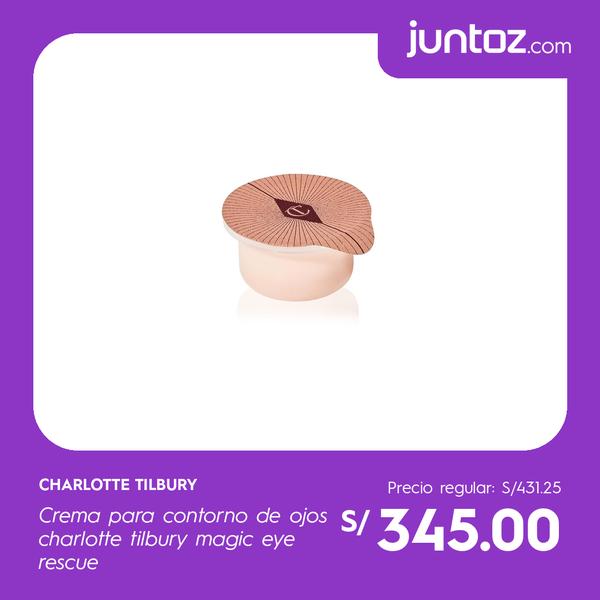 juntoz.com
CHARLOTTE TILBURY
Crema para contorno de ojos
charlotte tilbury magic eye
rescue
Precio regular: S/431.25
S/ 345.00